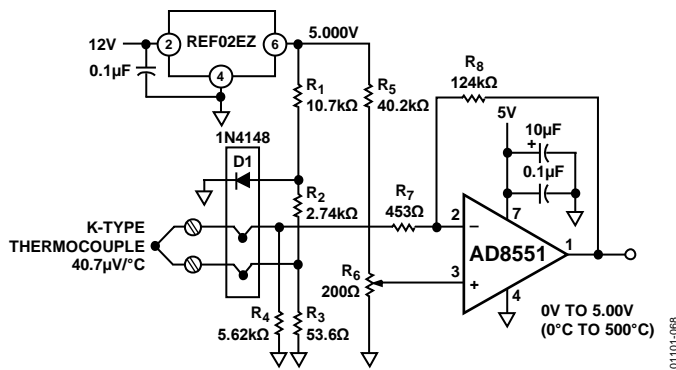 REF02EZ
12V
2
6
4
5.000V
0.1µF
R1
10.7kΩ
R5
40.2kΩ
R8
124kΩ
1N4148
D1
5V
10µF
+
0.1µF
R2
2.74kΩ
R7
453Ω
K-TYPE
THERMOCOUPLE
40.7µV/°C
2
−
7
1
AD8551
3
+
4
R6
200Ω
R4
5.62kΩ
R3
53.6Ω
0V TO 5.00V
(0°C TO 500°C)
01101-068